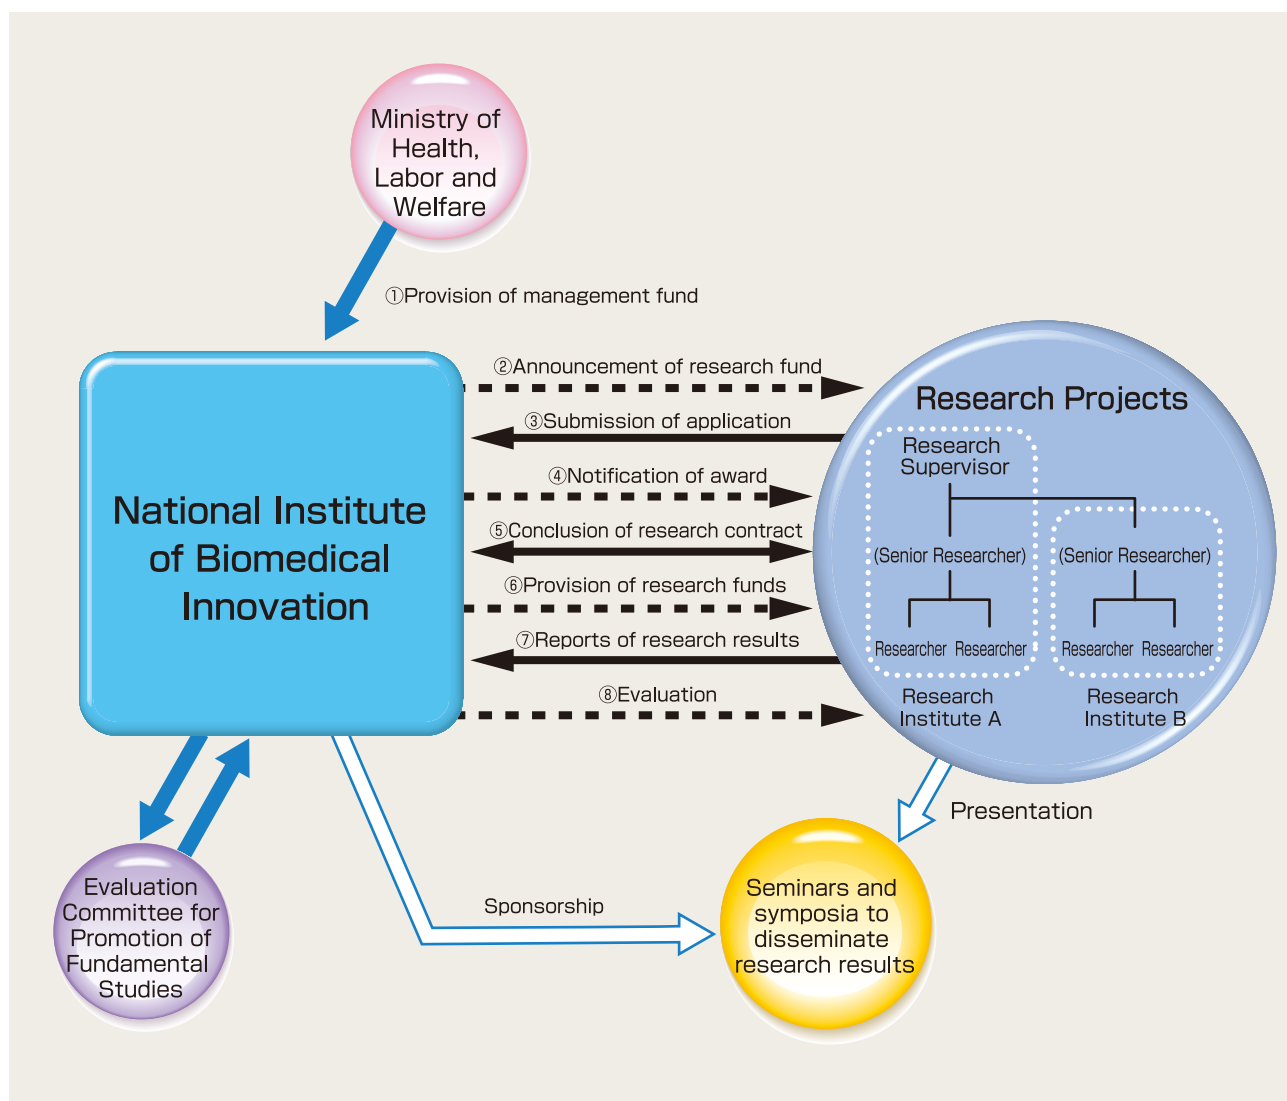 Ministry of
Health,
Labor and
Welfare
①Provision of management fund
②Announcement of research fund
③Submission of application
④Notification of award
⑤Conclusion of research contract
⑥Provision of research funds
⑦Reports of research results
⑧Evaluation
National Institute
of Biomedical
Innovation
Research Projects
Research
Supervisor
(Senior Researcher)
(Senior Researcher)
Researcher Researcher
Researcher Researcher
Research
Institute A
Research
Institute B
Presentation
Sponsorship
Evaluation
Committee for
Promotion of
Fundamental
Studies
Seminars and
symposia to
disseminate
research results